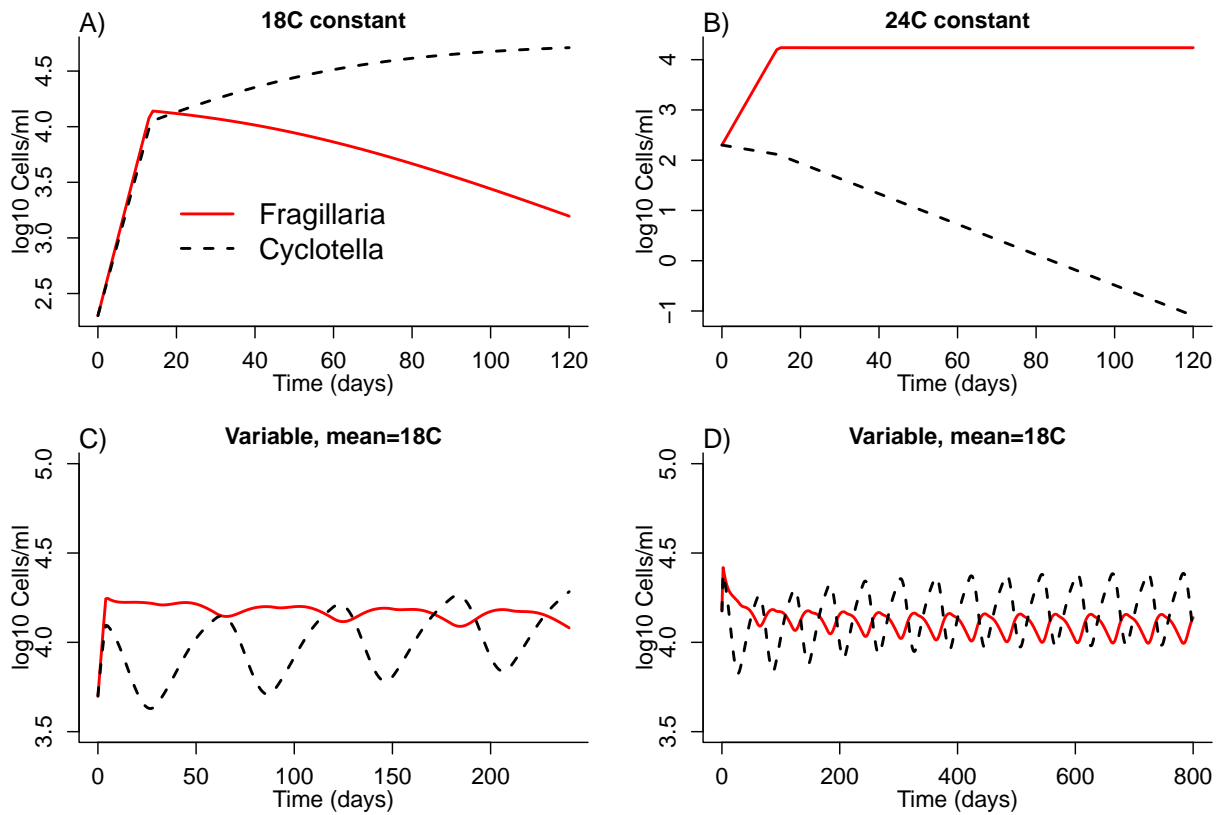 A)
18C constant
log10 Cells/ml
4.5
4.0
3.5
3.0
2.5
Fragillaria
Cyclotella
0 20 40 60 80 100 120
Time (days)
B)
24C constant
log10 Cells/ml
4
3
2
1
0
−1
0 20 40 60 80 100 120
Time (days)
C)
Variable, mean=18C
log10 Cells/ml
5.0
4.5
4.0
3.5
0 50 100 150 200
Time (days)
D)
Variable, mean=18C
log10 Cells/ml
5.0
4.5
4.0
3.5
0 200 400 600 800
Time (days)